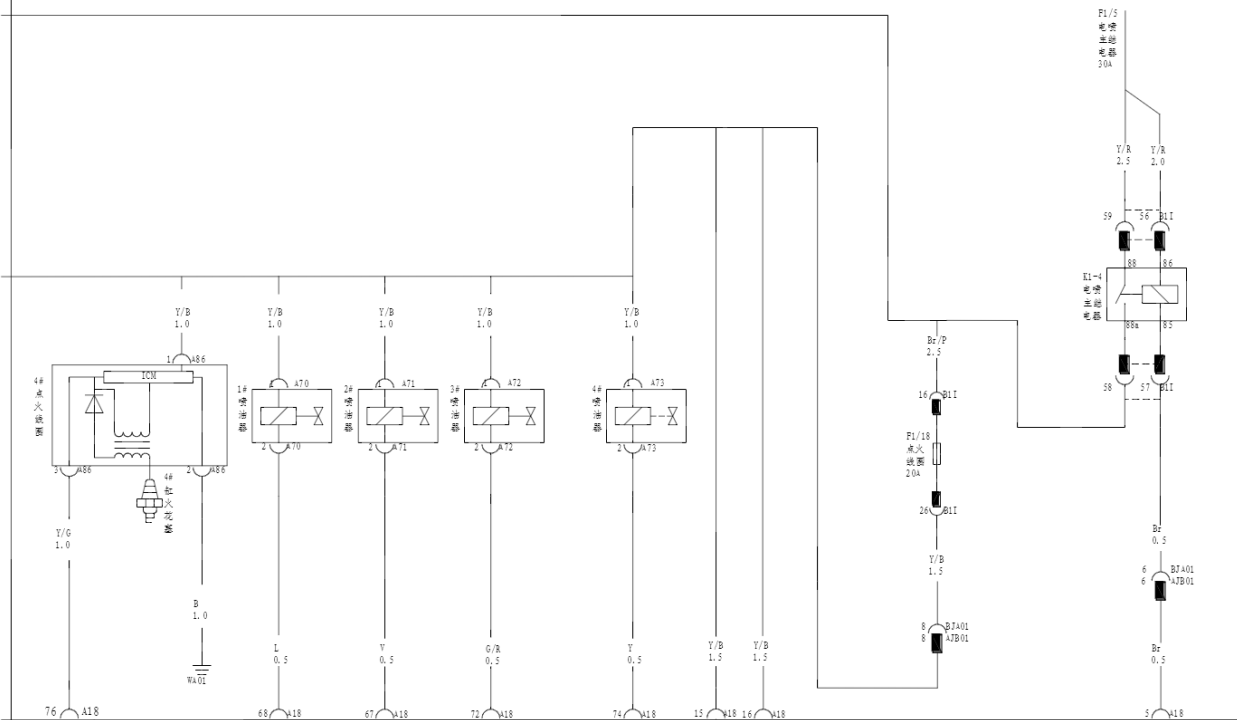 F1/5
电喷
主继
电器
30A
Y/R
2.5
Y/R
2.0
59
56
B1I
88
86
K1-4
电喷
主继
电器
88a
85
58
57
B1I
Br
0.5
6
BJA01
6
AJB01
Br
0.5
5
A18
Br/P
2.5
16
B1I
F1/18
点火
线圈
20A
26
B1I
Y/B
1.5
8
BJA01
8
AJB01
Y/B
1.0
Y/B
1.0
Y/B
1.0
Y/B
1.0
Y/B
1.0
1
A86
ICM
4#
点
火
线
圈
3
A86
2
A86
4#
缸
火
花
塞
Y/G
1.0
B
1.0
WA01
76
A18
1#
喷
油
器
1
A70
2
A70
L
0.5
68
A18
2#
喷
油
器
1
A71
2
A71
V
0.5
67
A18
3#
喷
油
器
1
A72
2
A72
G/R
0.5
72
A18
4#
喷
油
器
1
A73
2
A73
Y
0.5
74
A18
Y/B
1.5
15
A18
Y/B
1.5
16
A18